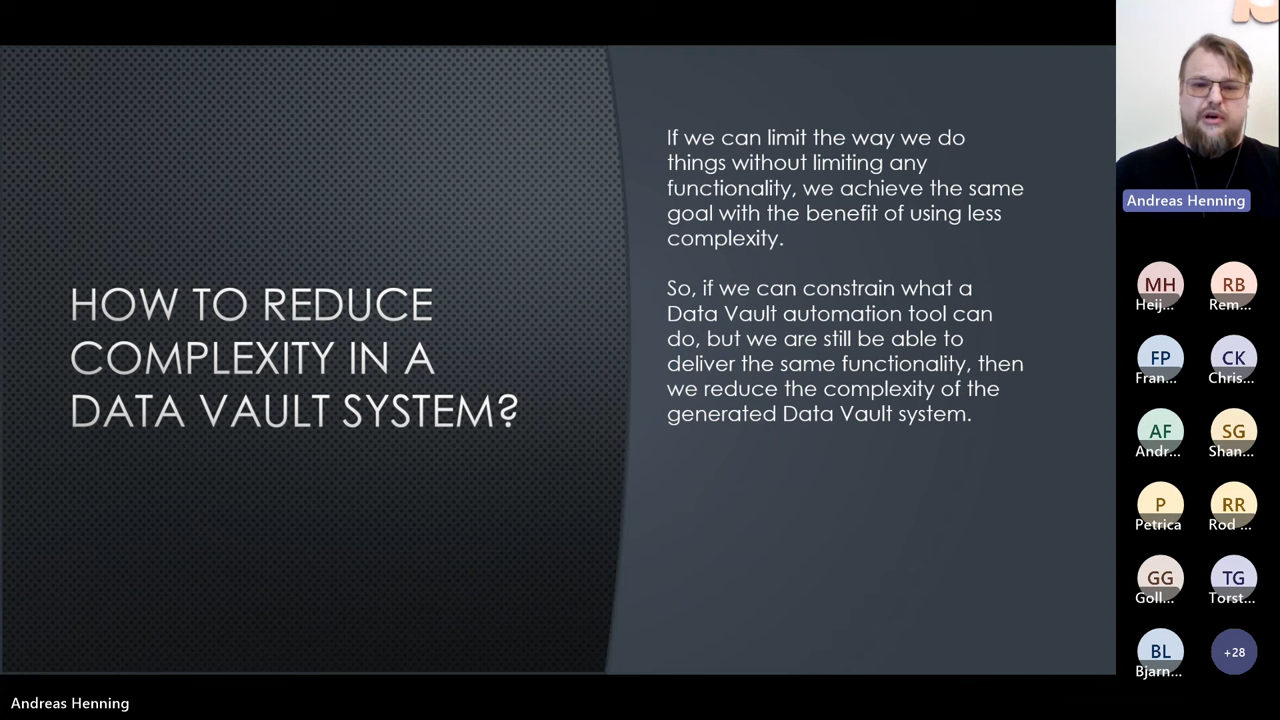 HOW TO REDUCE
COMPLEXITY IN A
DATA VAULT SYSTEM?
If we can limit the way we do
things without limiting any
functionality, we achieve the same
goal with the benefit of using less
complexity.
So, if we can constrain what a
Data Vault automation tool can
do, but we are still be able to
deliver the same functionality, then
we reduce the complexity of the
generated Data Vault system.
Andreas Henning
MH
RB
Heij...
Rem...
FP
CK
Fran...
Chris...
AF
SG
Andr...
Shan...
P
RR
Petrica
Rod ...
GG
TG
Goll...
Torst...
BL
+28
Bjarn...
Andreas Henning